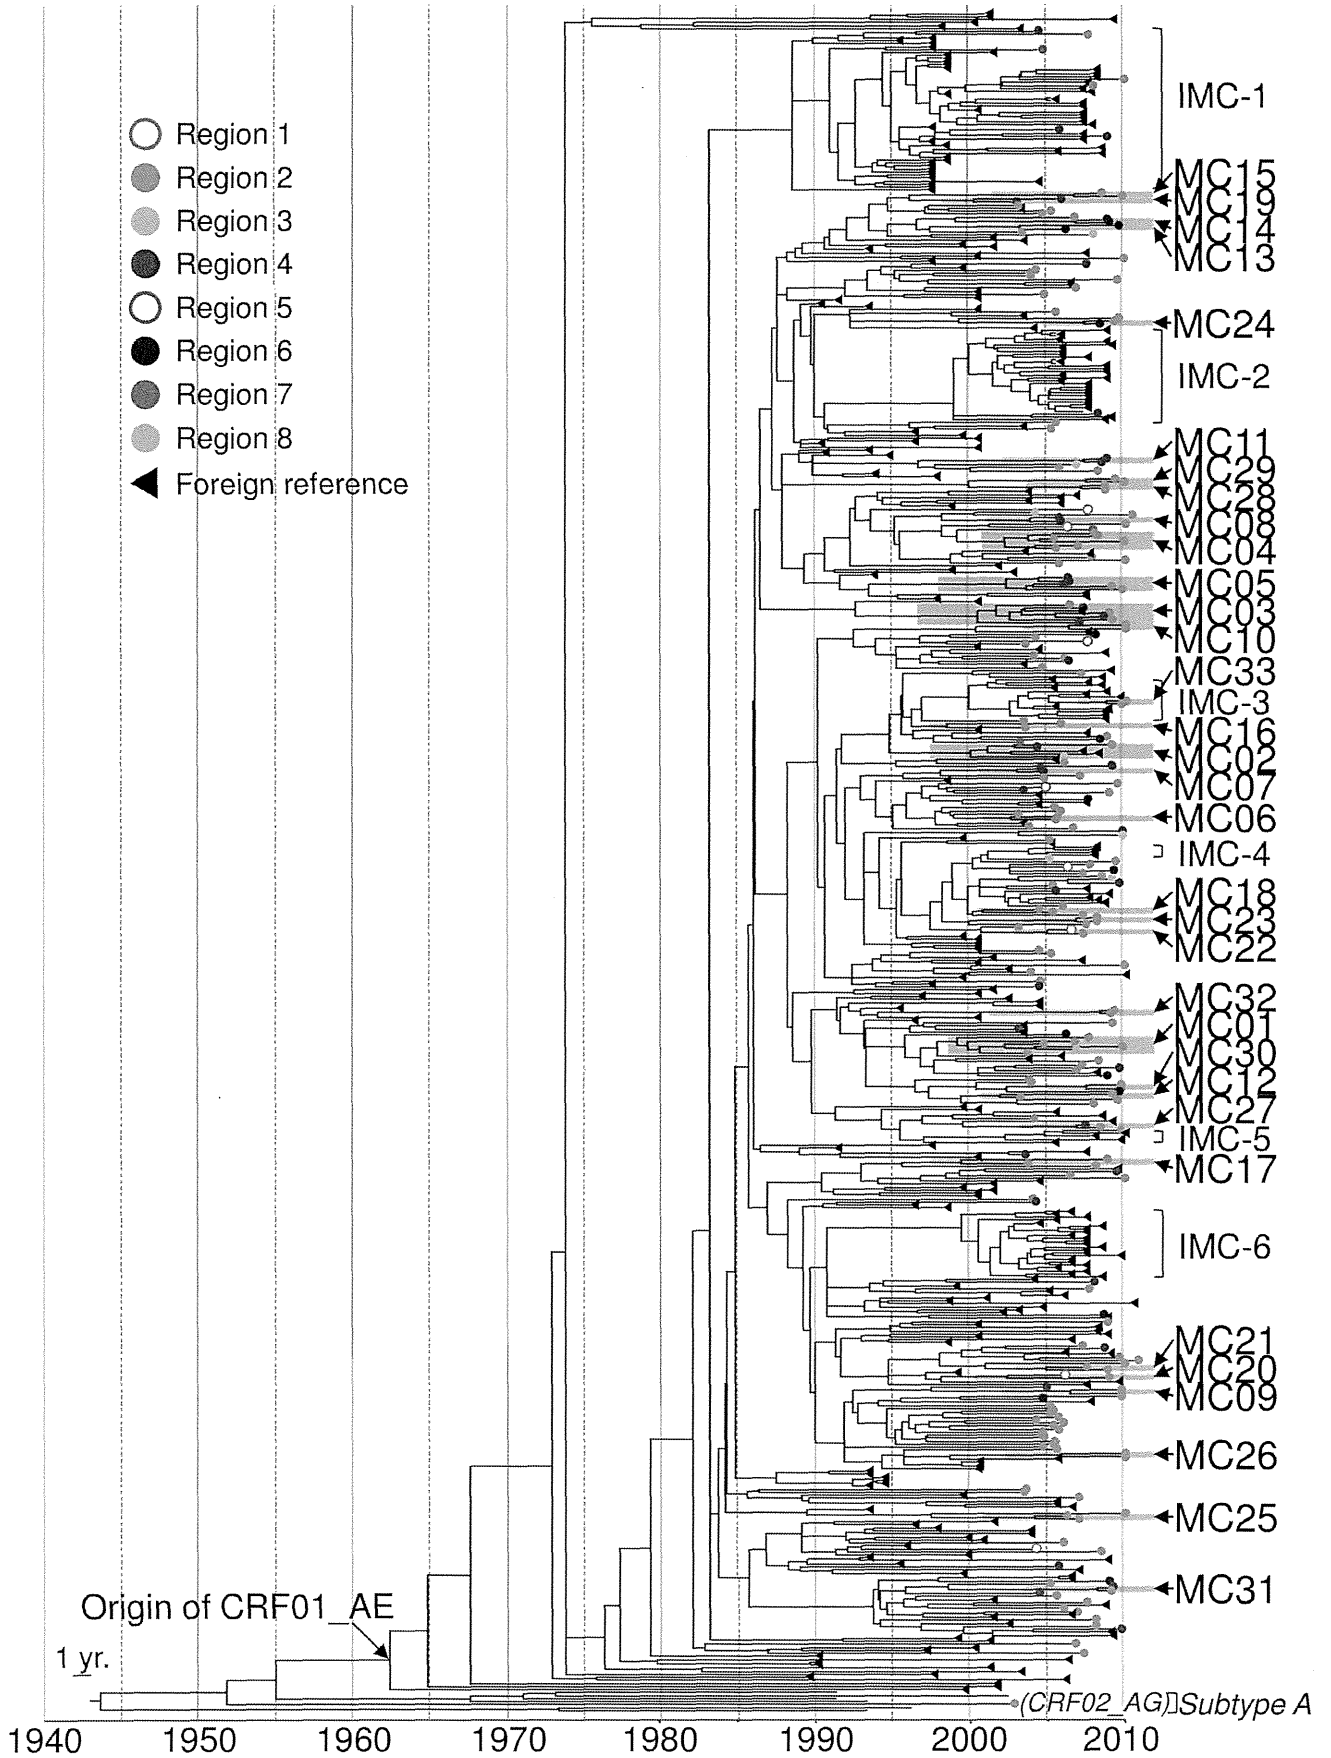 Region 1
Region 2
Region 3
Region 4
Region 5
Region 6
Region 7
Region 8
Foreign reference
IMC-1
MC15
MC19
MC14
MC13
MC24
IMC-2
MC11
MC29
MC28
MC08
MC04
MC05
MC03
MC10
MC33
IMC-3
MC16
MC02
MC07
MC06
IMC-4
MC18
MC23
MC22
MC32
MC01
MC30
MC12
MC27
IMC-5
MC17
IMC-6
MC21
MC20
MC09
MC26
MC25
MC31
Origin of CRF01_AE
1 yr.
(CRF02_AG) Subtype A
1940 1950 1960 1970 1980 1990 2000 2010